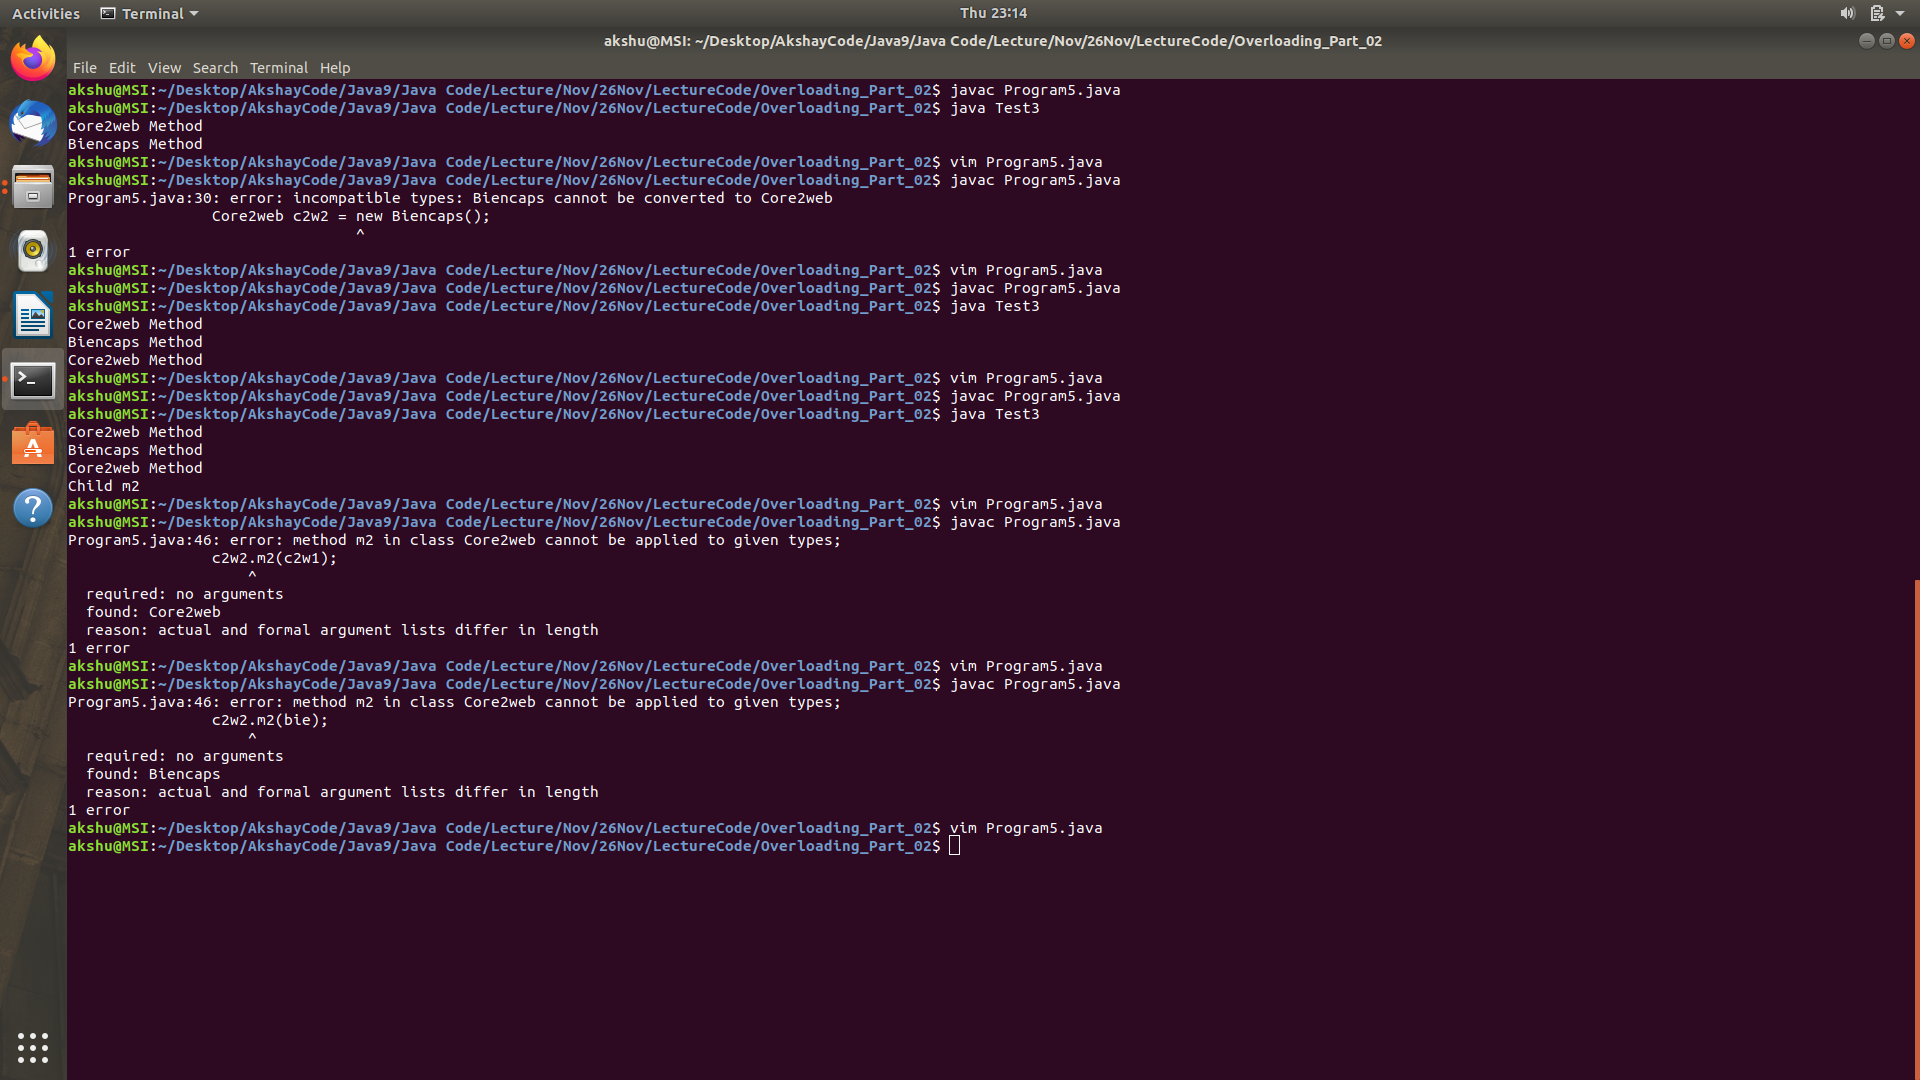 Activities Terminal Thu 23:14
akshu@MSI: ~/Desktop/AkshayCode/Java9/Java Code/Lecture/Nov/26Nov/LectureCode/Overloading_Part_02
File Edit View Search Terminal Help
akshu@MSI:~/Desktop/AkshayCode/Java9/Java Code/Lecture/Nov/26Nov/LectureCode/Overloading_Part_02$ javac Program5.java
akshu@MSI:~/Desktop/AkshayCode/Java9/Java Code/Lecture/Nov/26Nov/LectureCode/Overloading_Part_02$ java Test3
Core2web Method
Biencaps Method
akshu@MSI:~/Desktop/AkshayCode/Java9/Java Code/Lecture/Nov/26Nov/LectureCode/Overloading_Part_02$ vim Program5.java
akshu@MSI:~/Desktop/AkshayCode/Java9/Java Code/Lecture/Nov/26Nov/LectureCode/Overloading_Part_02$ javac Program5.java
Program5.java:30: error: incompatible types: Biencaps cannot be converted to Core2web
                Core2web c2w2 = new Biencaps();
                                ^
1 error
akshu@MSI:~/Desktop/AkshayCode/Java9/Java Code/Lecture/Nov/26Nov/LectureCode/Overloading_Part_02$ vim Program5.java
akshu@MSI:~/Desktop/AkshayCode/Java9/Java Code/Lecture/Nov/26Nov/LectureCode/Overloading_Part_02$ javac Program5.java
akshu@MSI:~/Desktop/AkshayCode/Java9/Java Code/Lecture/Nov/26Nov/LectureCode/Overloading_Part_02$ java Test3
Core2web Method
Biencaps Method
Core2web Method
akshu@MSI:~/Desktop/AkshayCode/Java9/Java Code/Lecture/Nov/26Nov/LectureCode/Overloading_Part_02$ vim Program5.java
akshu@MSI:~/Desktop/AkshayCode/Java9/Java Code/Lecture/Nov/26Nov/LectureCode/Overloading_Part_02$ javac Program5.java
akshu@MSI:~/Desktop/AkshayCode/Java9/Java Code/Lecture/Nov/26Nov/LectureCode/Overloading_Part_02$ java Test3
Core2web Method
Biencaps Method
Core2web Method
Child m2
akshu@MSI:~/Desktop/AkshayCode/Java9/Java Code/Lecture/Nov/26Nov/LectureCode/Overloading_Part_02$ vim Program5.java
akshu@MSI:~/Desktop/AkshayCode/Java9/Java Code/Lecture/Nov/26Nov/LectureCode/Overloading_Part_02$ javac Program5.java
Program5.java:46: error: method m2 in class Core2web cannot be applied to given types;
                c2w2.m2(c2w1);
                    ^
  required: no arguments
  found: Core2web
  reason: actual and formal argument lists differ in length
1 error
akshu@MSI:~/Desktop/AkshayCode/Java9/Java Code/Lecture/Nov/26Nov/LectureCode/Overloading_Part_02$ vim Program5.java
akshu@MSI:~/Desktop/AkshayCode/Java9/Java Code/Lecture/Nov/26Nov/LectureCode/Overloading_Part_02$ javac Program5.java
Program5.java:46: error: method m2 in class Core2web cannot be applied to given types;
                c2w2.m2(bie);
                    ^
  required: no arguments
  found: Biencaps
  reason: actual and formal argument lists differ in length
1 error
akshu@MSI:~/Desktop/AkshayCode/Java9/Java Code/Lecture/Nov/26Nov/LectureCode/Overloading_Part_02$ vim Program5.java
akshu@MSI:~/Desktop/AkshayCode/Java9/Java Code/Lecture/Nov/26Nov/LectureCode/Overloading_Part_02$